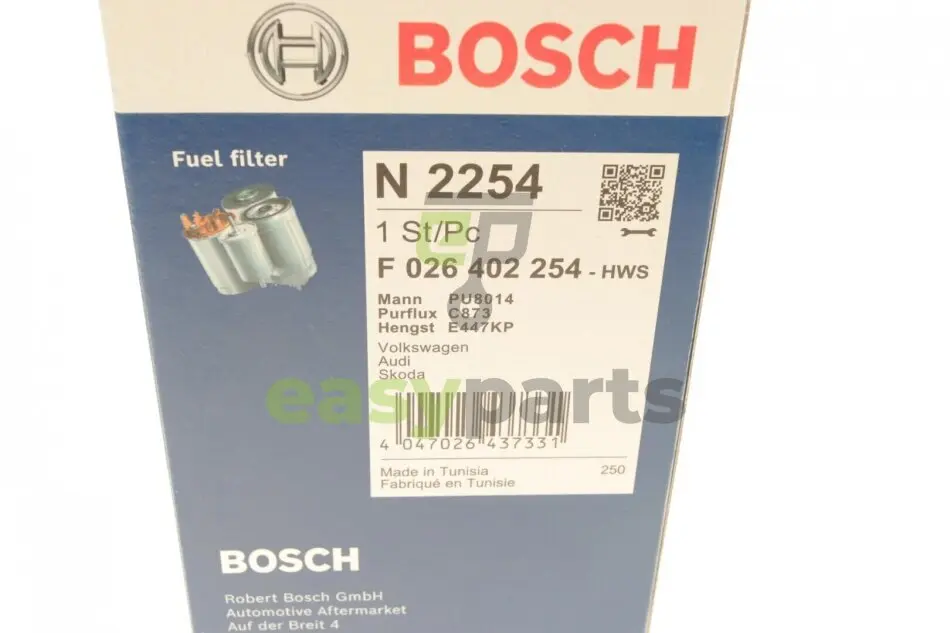 BOSCH
Fuel filter
N 2254
1 St/Pc
F 026 402 254 - HWS
Mann PU8014
Purflux C873
Hengst E447KP
Volkswagen
Audi
Skoda
easyparts
4 047026 437331
Made in Tunisia 250
Fabriqué en Tunisie
BOSCH
Robert Bosch GmbH
Automotive Aftermarket
Auf der Breit 4